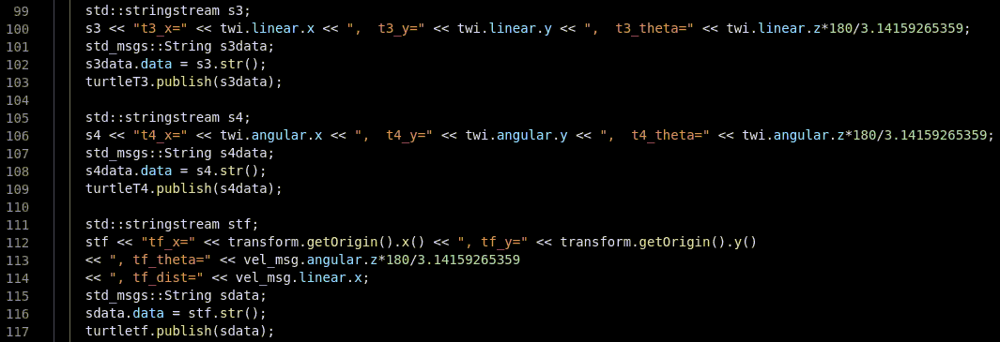 99 std::stringstream s3;
100 s3 << "t3_x=" << twi.linear.x << ",  t3_y=" << twi.linear.y << ",  t3_theta=" << twi.linear.z*180/3.14159265359;
101 std_msgs::String s3data;
102 s3data.data = s3.str();
103 turtleT3.publish(s3data);
104
105 std::stringstream s4;
106 s4 << "t4_x=" << twi.angular.x << ",  t4_y=" << twi.angular.y << ",  t4_theta=" << twi.angular.z*180/3.14159265359;
107 std_msgs::String s4data;
108 s4data.data = s4.str();
109 turtleT4.publish(s4data);
110
111 std::stringstream stf;
112 stf << "tf_x=" << transform.getOrigin().x() << ", tf_y=" << transform.getOrigin().y()
113 << ", tf_theta=" << vel_msg.angular.z*180/3.14159265359
114 << ", tf_dist=" << vel_msg.linear.x;
115 std_msgs::String sdata;
116 sdata.data = stf.str();
117 turtletf.publish(sdata);